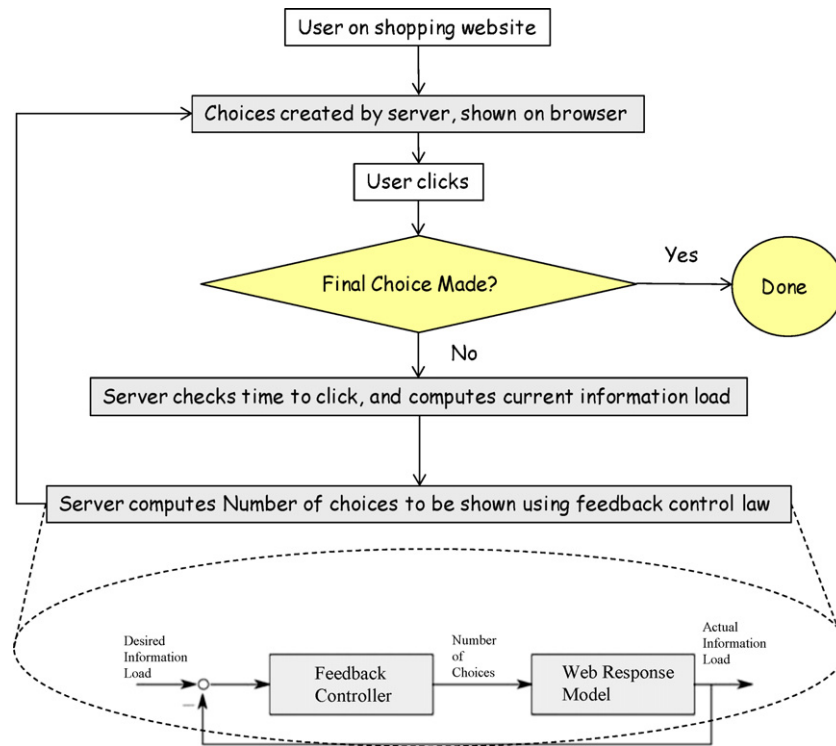 User on shopping website
Choices created by server, shown on browser
User clicks
Final Choice Made?
Yes
Done
No
Server checks time to click, and computes current information load
Server computes Number of choices to be shown using feedback control law
Desired
Information
Load
Feedback
Controller
Number
of
Choices
Web Response
Model
Actual
Information
Load